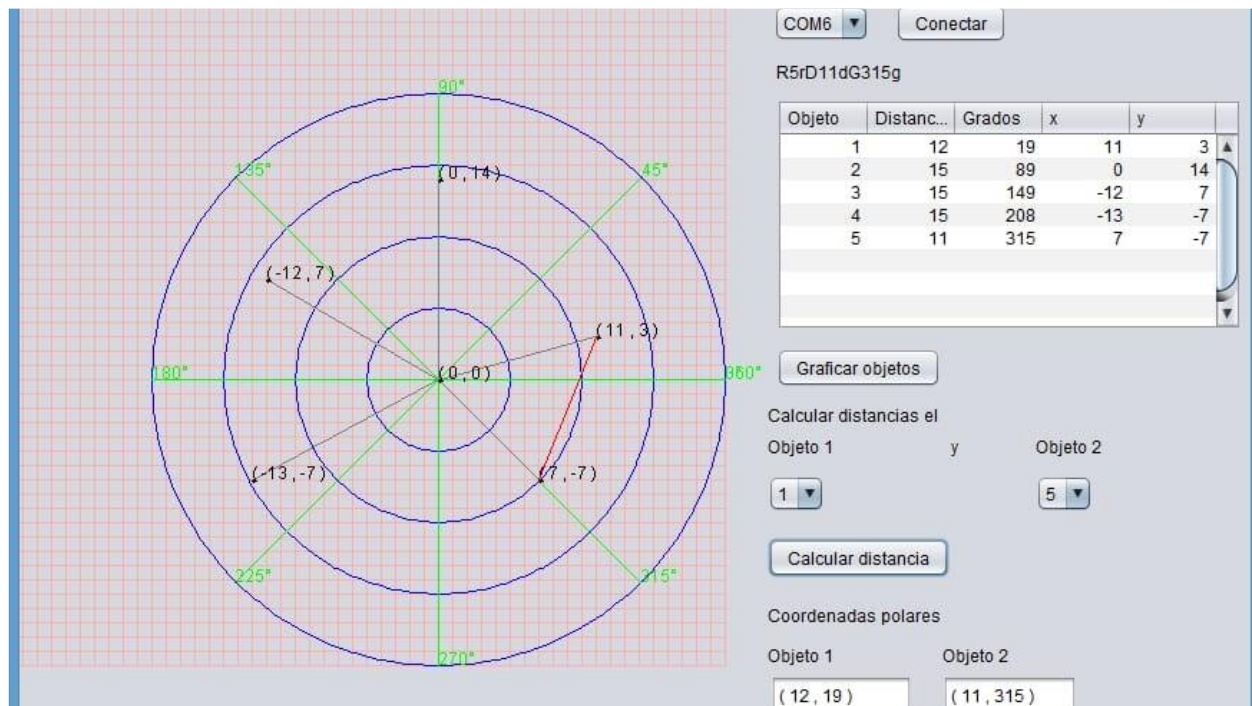 90°
135°
45°
(0,14)
(-12,7)
(11,3)
180°
(0,0)
(-13,-7)
(7,-7)
225°
315°
270°
COM6
Conectar
R5rD11dG315g
Objeto Distanc... Grados x y
1 12 19 11 3
2 15 89 0 14
3 15 149 -12 7
4 15 208 -13 -7
5 11 315 7 -7
Graficar objetos
Calcular distancias el
Objeto 1 y Objeto 2
1 5
Calcular distancia
Coordenadas polares
Objeto 1 Objeto 2
( 12 , 19 ) ( 11 , 315 )